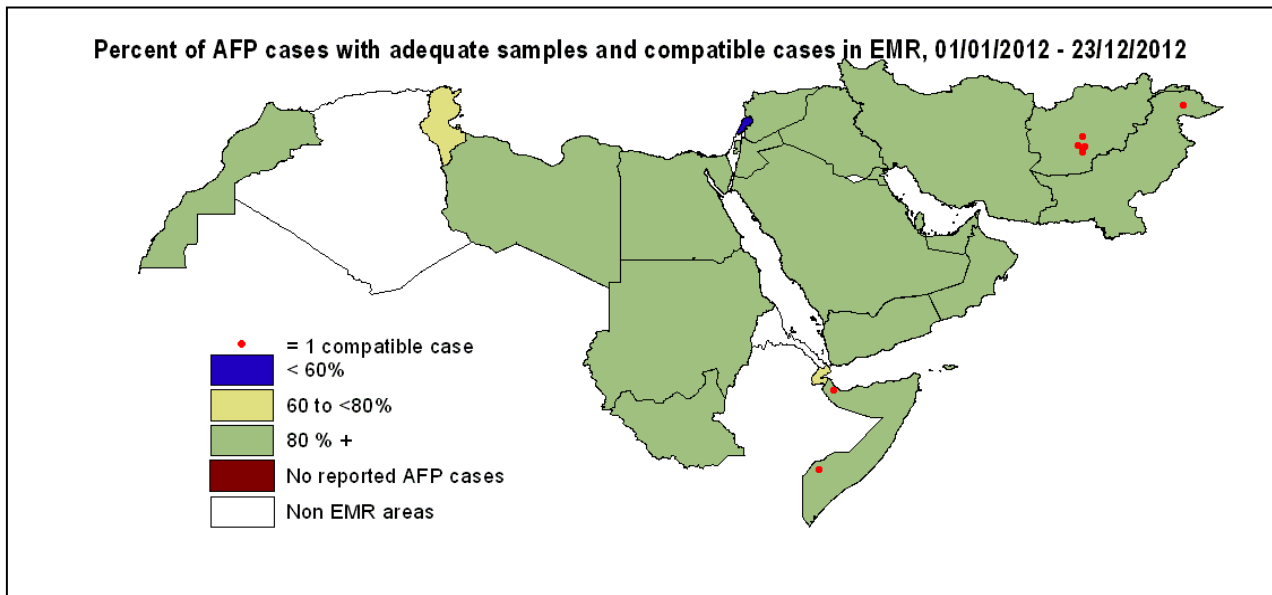 Percent of AFP cases with adequate samples and compatible cases in EMR, 01/01/2012 - 23/12/2012
= 1 compatible case
< 60%
60 to <80%
80 % +
No reported AFP cases
Non EMR areas